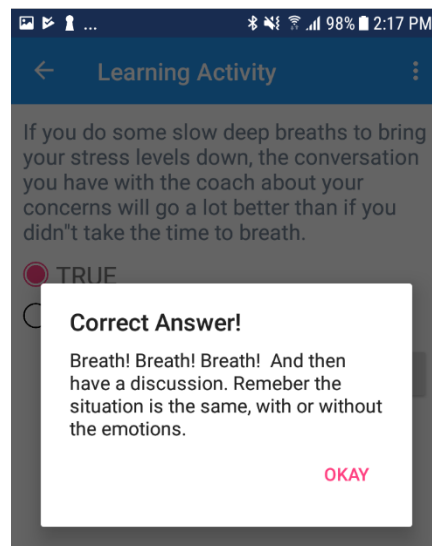 ... 98% 2:17 PM
Learning Activity
If you do some slow deep breaths to bring
your stress levels down, the conversation
you have with the coach about your
concerns will go a lot better than if you
didn"t take the time to breath.
TRUE
Correct Answer!
Breath! Breath! Breath! And then
have a discussion. Remeber the
situation is the same, with or without
the emotions.
OKAY